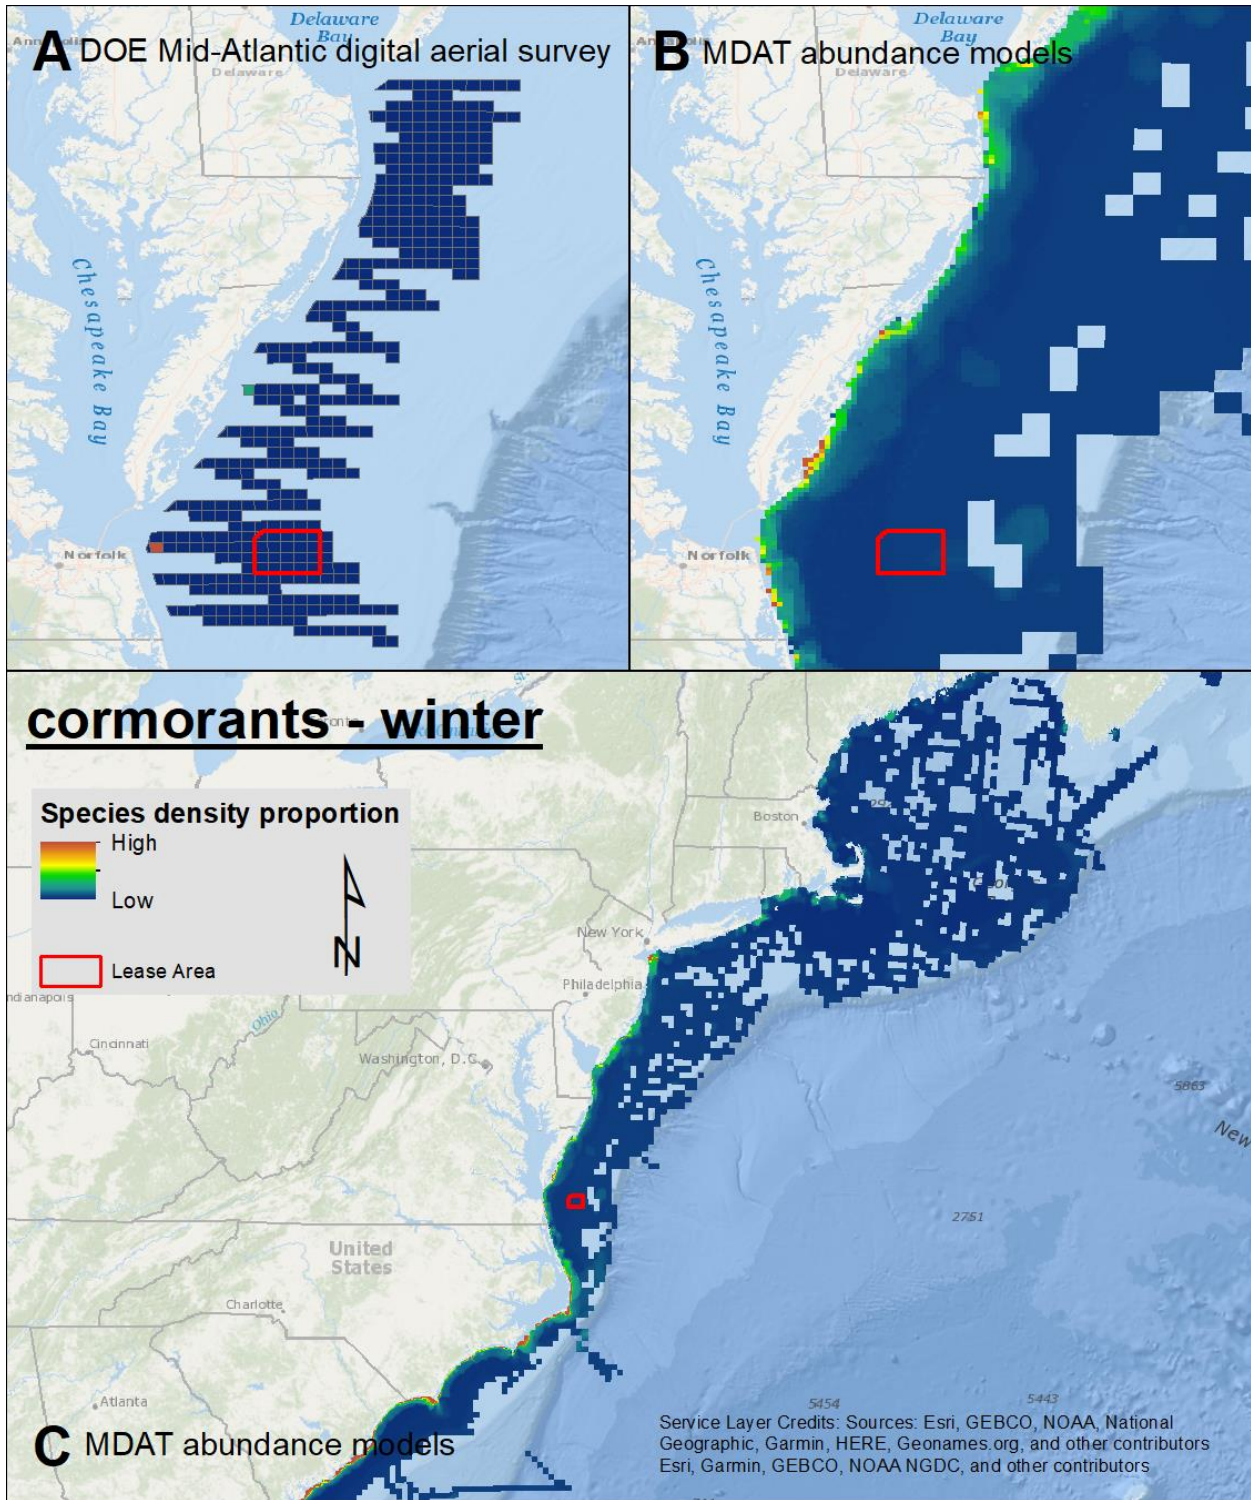 Delaware
Bay
A DOE Mid-Atlantic digital aerial survey
Delaware
Chesapeake Bay
Norfolk
Delaware
Bay
B MDAT abundance models
Delaware
Chesapeake Bay
Norfolk
cormorants - winter
Species density proportion
High
Low
N
Lease Area
Boston
New York
Philadelphia
Indianapolis
Ohio
Cincinnati
Washington, D.C.
5863
New
2751
United
States
Charlotte
Atlanta
5454
5443
C MDAT abundance models
Service Layer Credits: Sources: Esri, GEBCO, NOAA, National
Geographic, Garmin, HERE, Geonames.org, and other contributors
Esri, Garmin, GEBCO, NOAA NGDC, and other contributors